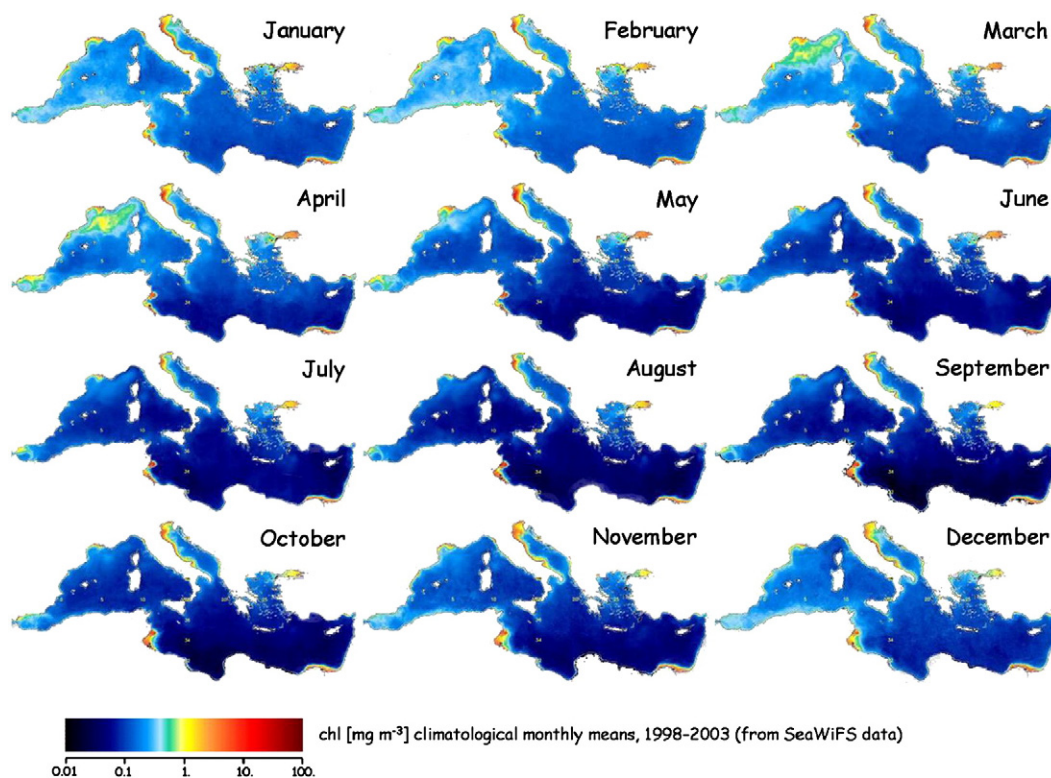 January
February
March
April
May
June
July
August
September
October
November
December
chl [mg m⁻³] climatological monthly means, 1998-2003 (from SeaWiFS data)
0.01 0.1 1. 10. 100.